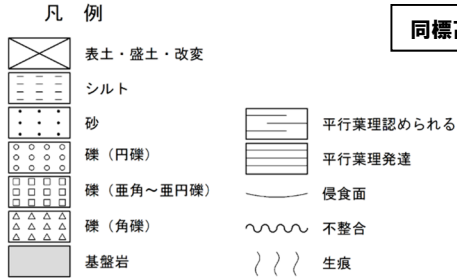 凡 例
同標
表土・盛土・改変
シルト
砂
礫（円礫）
礫（亜角～亜円礫）
礫（角礫）
基盤岩
平行葉理認められる
平行葉理発達
侵食面
不整合
生痕